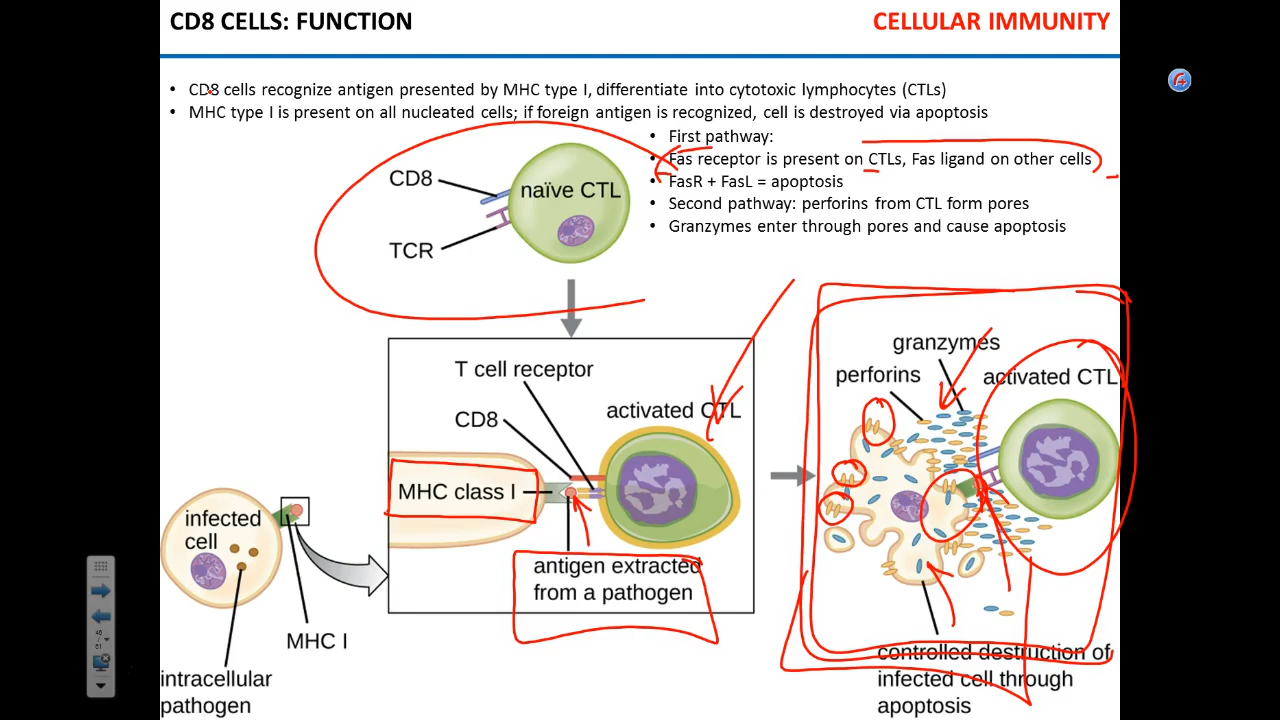 CD8 CELLS: FUNCTION
CELLULAR IMMUNITY
• CD8 cells recognize antigen presented by MHC type I, differentiate into cytotoxic lymphocytes (CTLs)
• MHC type I is present on all nucleated cells; if foreign antigen is recognized, cell is destroyed via apoptosis
• First pathway:
• Fas receptor is present on CTLs, Fas ligand on other cells
• FasR + FasL = apoptosis
• Second pathway: perforins from CTL form pores
• Granzymes enter through pores and cause apoptosis
CD8
naïve CTL
TCR
T cell receptor
CD8
activated CTL
MHC class I
antigen extracted
from a pathogen
infected
cell
MHC I
intracellular
pathogen
granzymes
perforins
activated CTL
controlled destruction of
infected cell through
apoptosis